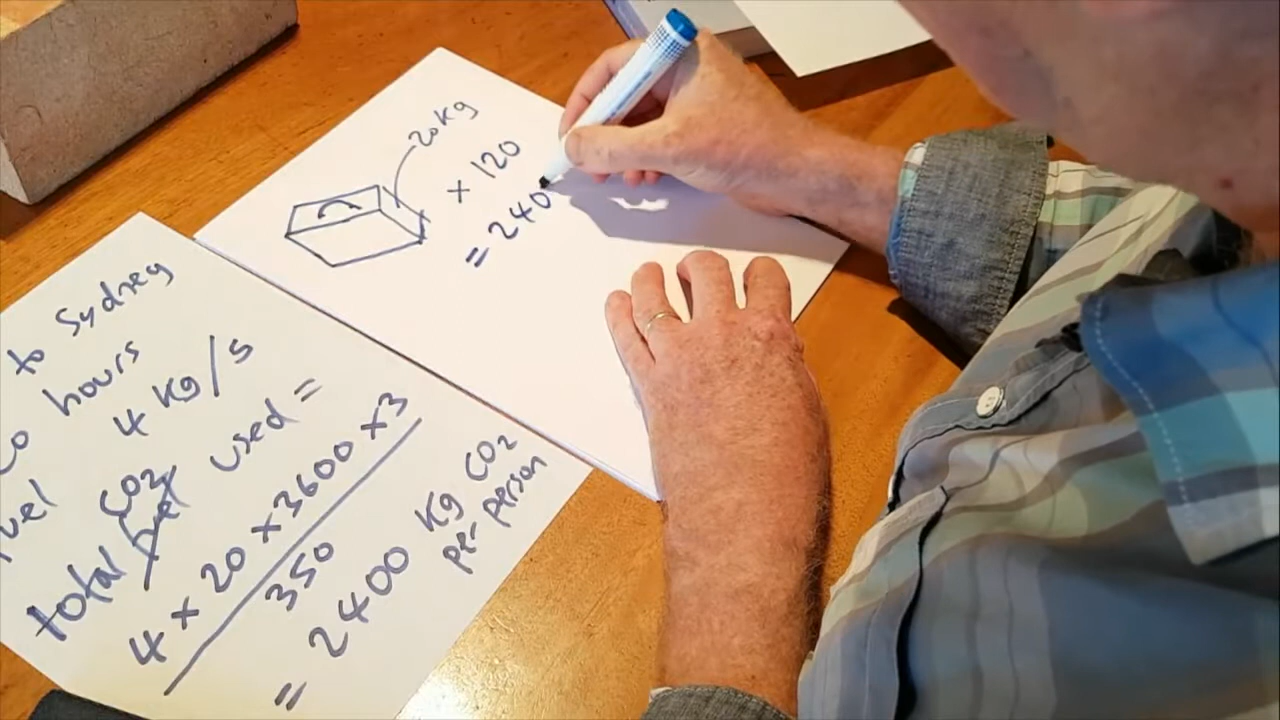 to Sydney
hours
4 kg/s
CO2
total fuel used =
4 × 20 × 3600 × 3
350
= 2400 kg CO2
per person
20kg
× 120
= 240